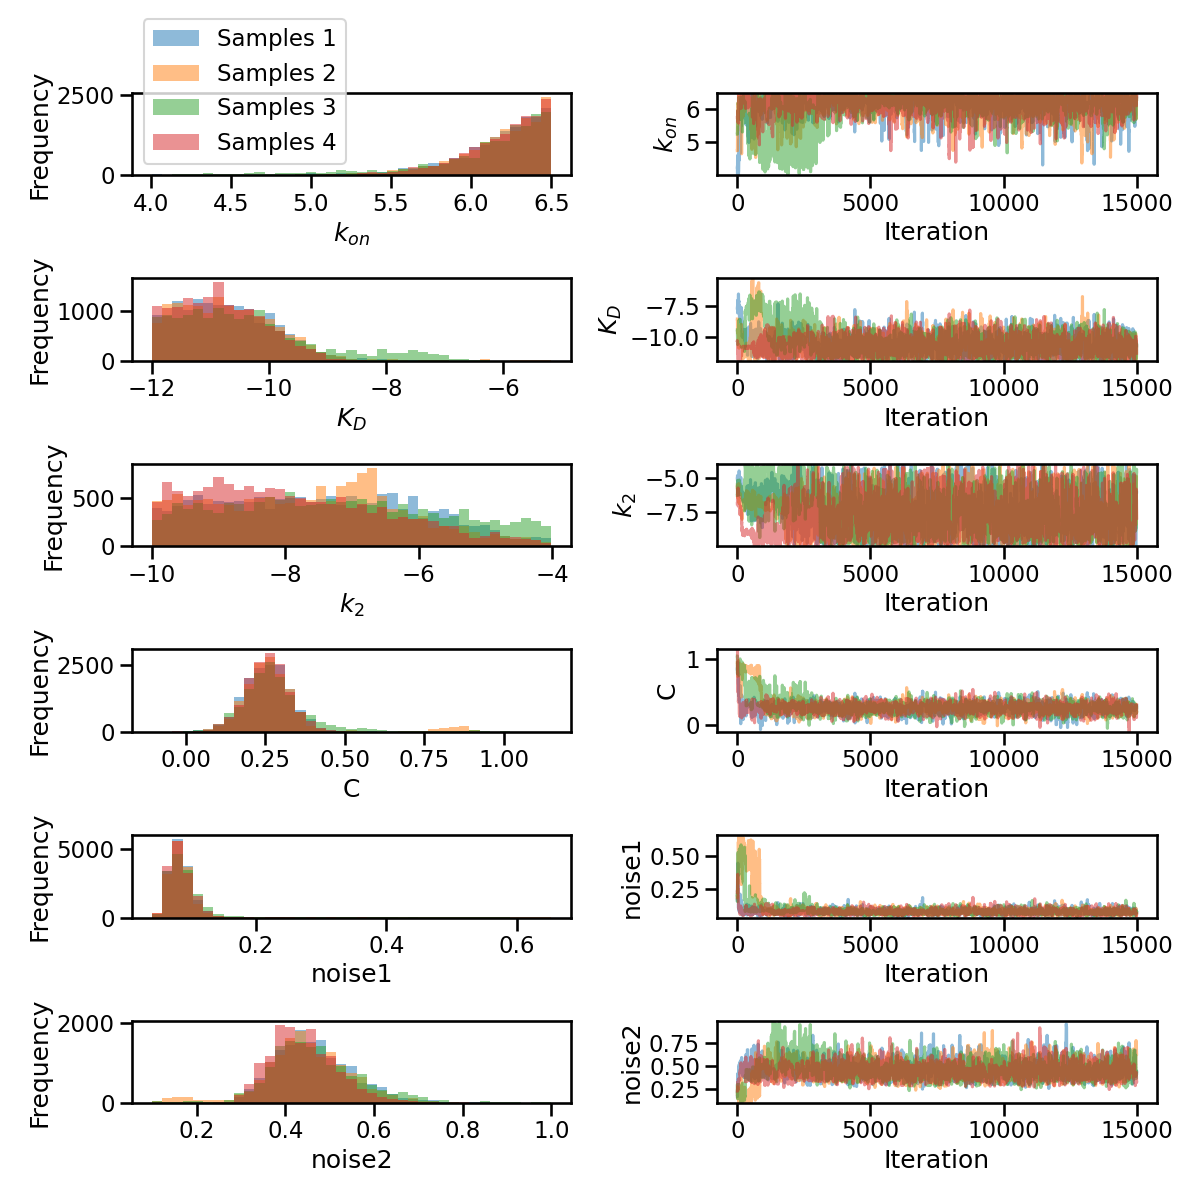 Samples 1
Samples 2
Samples 3
Samples 4
Frequency
2500
0
4.0 4.5 5.0 5.5 6.0 6.5
k_on
k_on
6
5
0 5000 10000 15000
Iteration
Frequency
1000
0
−12 −10 −8 −6
K_D
K_D
−7.5
−10.0
0 5000 10000 15000
Iteration
Frequency
500
0
−10 −8 −6 −4
k_2
k_2
−5.0
−7.5
0 5000 10000 15000
Iteration
Frequency
2500
0
0.00 0.25 0.50 0.75 1.00
C
C
1
0
0 5000 10000 15000
Iteration
Frequency
5000
0
0.2 0.4 0.6
noise1
noise1
0.50
0.25
0 5000 10000 15000
Iteration
Frequency
2000
0
0.2 0.4 0.6 0.8 1.0
noise2
noise2
0.75
0.50
0.25
0 5000 10000 15000
Iteration